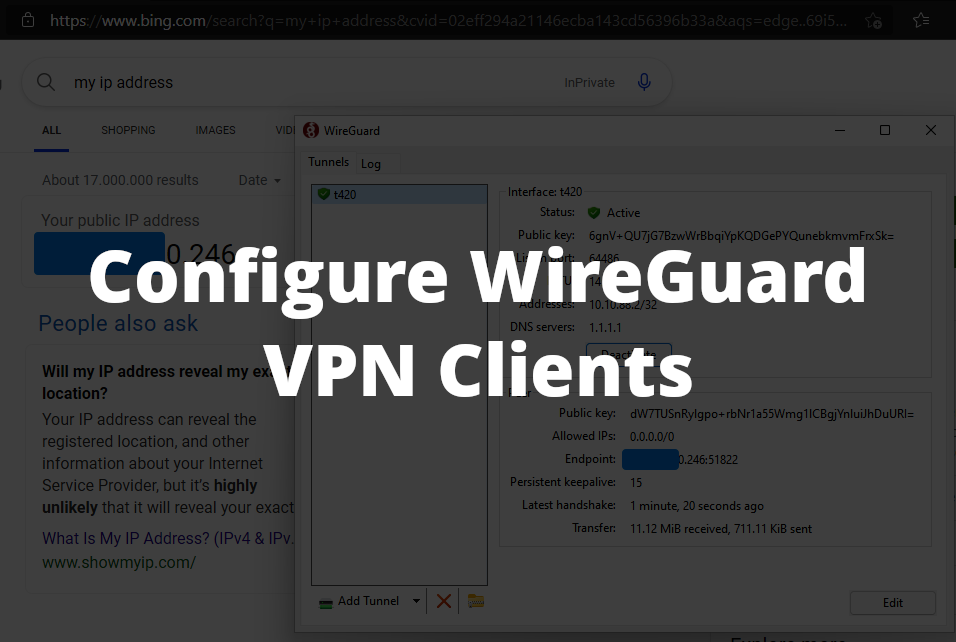 https://www.bing.com/search?q=my+ip+address&cvid=02eff294a21146ecba143cd56396b33a&aqs=edge..69i5...
my ip address
InPrivate
ALL SHOPPING IMAGES
About 17.000.000 results Date
Your public IP address
0.246
People also ask
Will my IP address reveal my
location?
Your IP address can reveal the
registered location, and other
information about your Internet
Service Provider, but it's highly
unlikely that it will reveal your exact
What Is My IP Address? (IPv4 & IPv...
www.showmyip.com/
WireGuard
Tunnels Log
t420
Interface: t420
Status: Active
Public key: 6gnV+QU7jG7BzwWrBbqiYpKQDGePYQunebkmvmFrxSk=
64486
Addresses: 10.10.88.2/32
DNS servers: 1.1.1.1
Deactivate
Configure WireGuard
VPN Clients
Public key: dW7TUSnRylgpo+rbNr1a55Wmg1ICBgjYnIuiJhDuURI=
Allowed IPs: 0.0.0.0/0
Endpoint: 0.246:51822
Persistent keepalive: 15
Latest handshake: 1 minute, 20 seconds ago
Transfer: 11.12 MiB received, 711.11 KiB sent
Add Tunnel
Edit